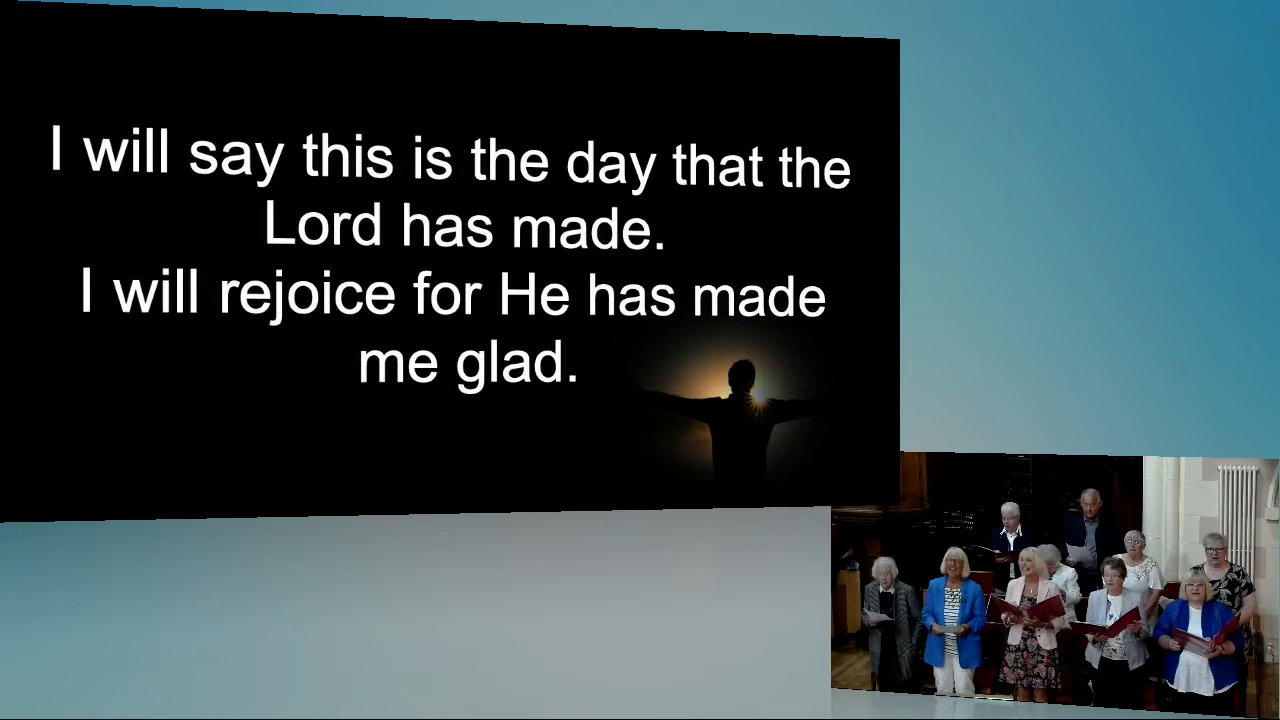 I will say this is the day that the
Lord has made.
I will rejoice for He has made
me glad.